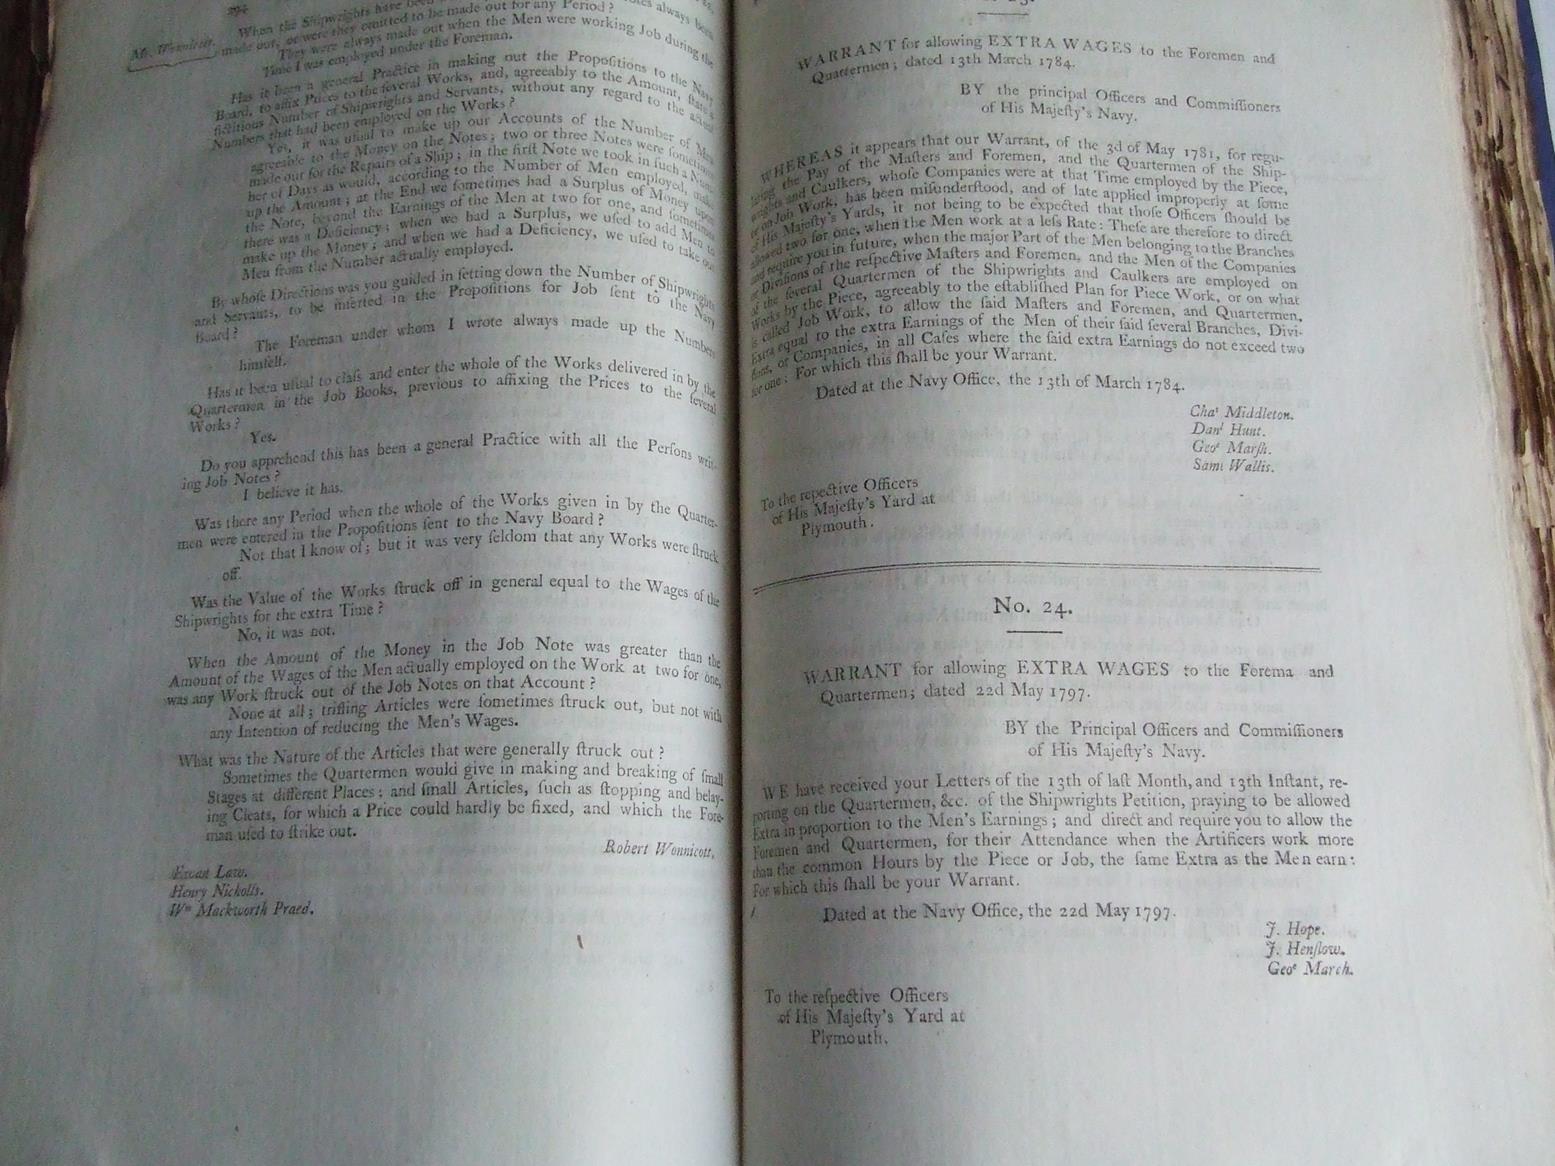 Mr. Wonnicott.
When the Shipwrights have been
made out, or were they omitted to be made out for any Period?
They were always made out when the Men were working Job during the
Time I was employed under the Foreman.
Has it been a general Practice in making out the Propoſitions to the Navy
Board, to affix Prices to the ſeveral Works, and, agreeably to the Amount, ſtate a
fictitious Number of Shipwrights and Servants, without any regard to the actual
Numbers that had been employed on the Works?
Yes, it was uſual to make up our Accounts of the Number of Men
agreeable to the Money on the Notes; two or three Notes were ſometimes
made out for the Repairs of a Ship; in the firſt Note we took in ſuch a Num-
ber of Days as would, according to the Number of Men employed, make
up the Amount; at the End we ſometimes had a Surplus of Money upon
the Note, beyond the Earnings of the Men at two for one, and ſometimes
there was a Deficiency; when we had a Surplus, we uſed to add Men to
make up the Money; and when we had a Deficiency, we uſed to take out
Men from the Number actually employed.
By whoſe Directions was you guided in ſetting down the Number of Shipwrights
and Servants, to be inſerted in the Propoſitions for Job ſent to the Navy
Board?
The Foreman under whom I wrote always made up the Numbers
himſelf.
Has it been uſual to claſs and enter the whole of the Works delivered in by the
Quartermen in the Job Books, previous to affixing the Prices to the ſeveral
Works?
Yes.
Do you apprehend this has been a general Practice with all the Perſons writ-
ing Job Notes?
I believe it has.
Was there any Period when the whole of the Works given in by the Quarter-
men were entered in the Propoſitions ſent to the Navy Board?
Not that I know of; but it was very ſeldom that any Works were ſtruck
off.
Was the Value of the Works ſtruck off in general equal to the Wages of the
Shipwrights for the extra Time?
No, it was not.
When the Amount of the Money in the Job Note was greater than the
Amount of the Wages of the Men actually employed on the Work at two for one,
was any Work ſtruck out of the Job Notes on that Account?
None at all; trifling Articles were ſometimes ſtruck out, but not with
any Intention of reducing the Men's Wages.
What was the Nature of the Articles that were generally ſtruck out?
Sometimes the Quartermen would give in making and breaking of ſmall
Stages at different Places; and ſmall Articles, ſuch as ſtopping and belay-
ing Cleats, for which a Price could hardly be fixed, and which the Fore-
man uſed to ſtrike out.
Robert Wonnicott.
Ewan Law.
Henry Nicholls.
Wm Mackworth Praed.
WARRANT for allowing EXTRA WAGES to the Foremen and
Quartermen; dated 13th March 1784.
BY the principal Officers and Commiſſioners
of His Majeſty's Navy.
WHEREAS it appears that our Warrant, of the 3d of May 1781, for regu-
lating the Pay of the Maſters and Foremen, and the Quartermen of the Ship-
wrights and Caulkers, whoſe Companies were at that Time employed by the Piece,
or on Job Work, has been miſunderſtood, and of late applied improperly at ſome
of His Majeſty's Yards, it not being to be expected that thoſe Officers ſhould be
allowed two for one, when the Men work at a leſs Rate: Theſe are therefore to direct
and require you in future, when the major Part of the Men belonging to the Branches
or Diviſions of the reſpective Maſters and Foremen, and the Men of the Companies
of the ſeveral Quartermen of the Shipwrights and Caulkers are employed on
Works by the Piece, agreeably to the eſtabliſhed Plan for Piece Work, or on what
is called Job Work, to allow the ſaid Maſters and Foremen, and Quartermen,
Extra equal to the extra Earnings of the Men of their ſaid ſeveral Branches, Divi-
ſions, or Companies, in all Caſes where the ſaid extra Earnings do not exceed two
for one: For which this ſhall be your Warrant.
Dated at the Navy Office, the 13th of March 1784.
Chas Middleton.
Danl Hunt.
Geoe Marſh.
Saml Wallis.
To the repective Officers
of His Majeſty's Yard at
Plymouth.
No. 24.
WARRANT for allowing EXTRA WAGES to the Forema and
Quartermen; dated 22d May 1797.
BY the Principal Officers and Commiſſioners
of His Majeſty's Navy.
WE have received your Letters of the 13th of laſt Month, and 13th Inſtant, re-
porting on the Quartermen, &c. of the Shipwrights Petition, praying to be allowed
Extra in proportion to the Men's Earnings; and direct and require you to allow the
Foremen and Quartermen, for their Attendance when the Artificers work more
than the common Hours by the Piece or Job, the ſame Extra as the Men earn:
For which this ſhall be your Warrant.
Dated at the Navy Office, the 22d May 1797.
J. Hope.
J. Henſlow.
Geoe March.
To the reſpective Officers
of His Majeſty's Yard at
Plymouth.